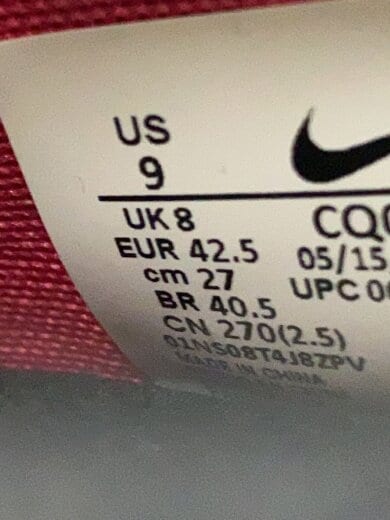 US
9
UK 8
EUR 42.5
cm 27
BR 40.5
CN 270(2.5)
01NS08T4J8ZPV
MADE IN CHINA
CQ
05/15
UPC 0